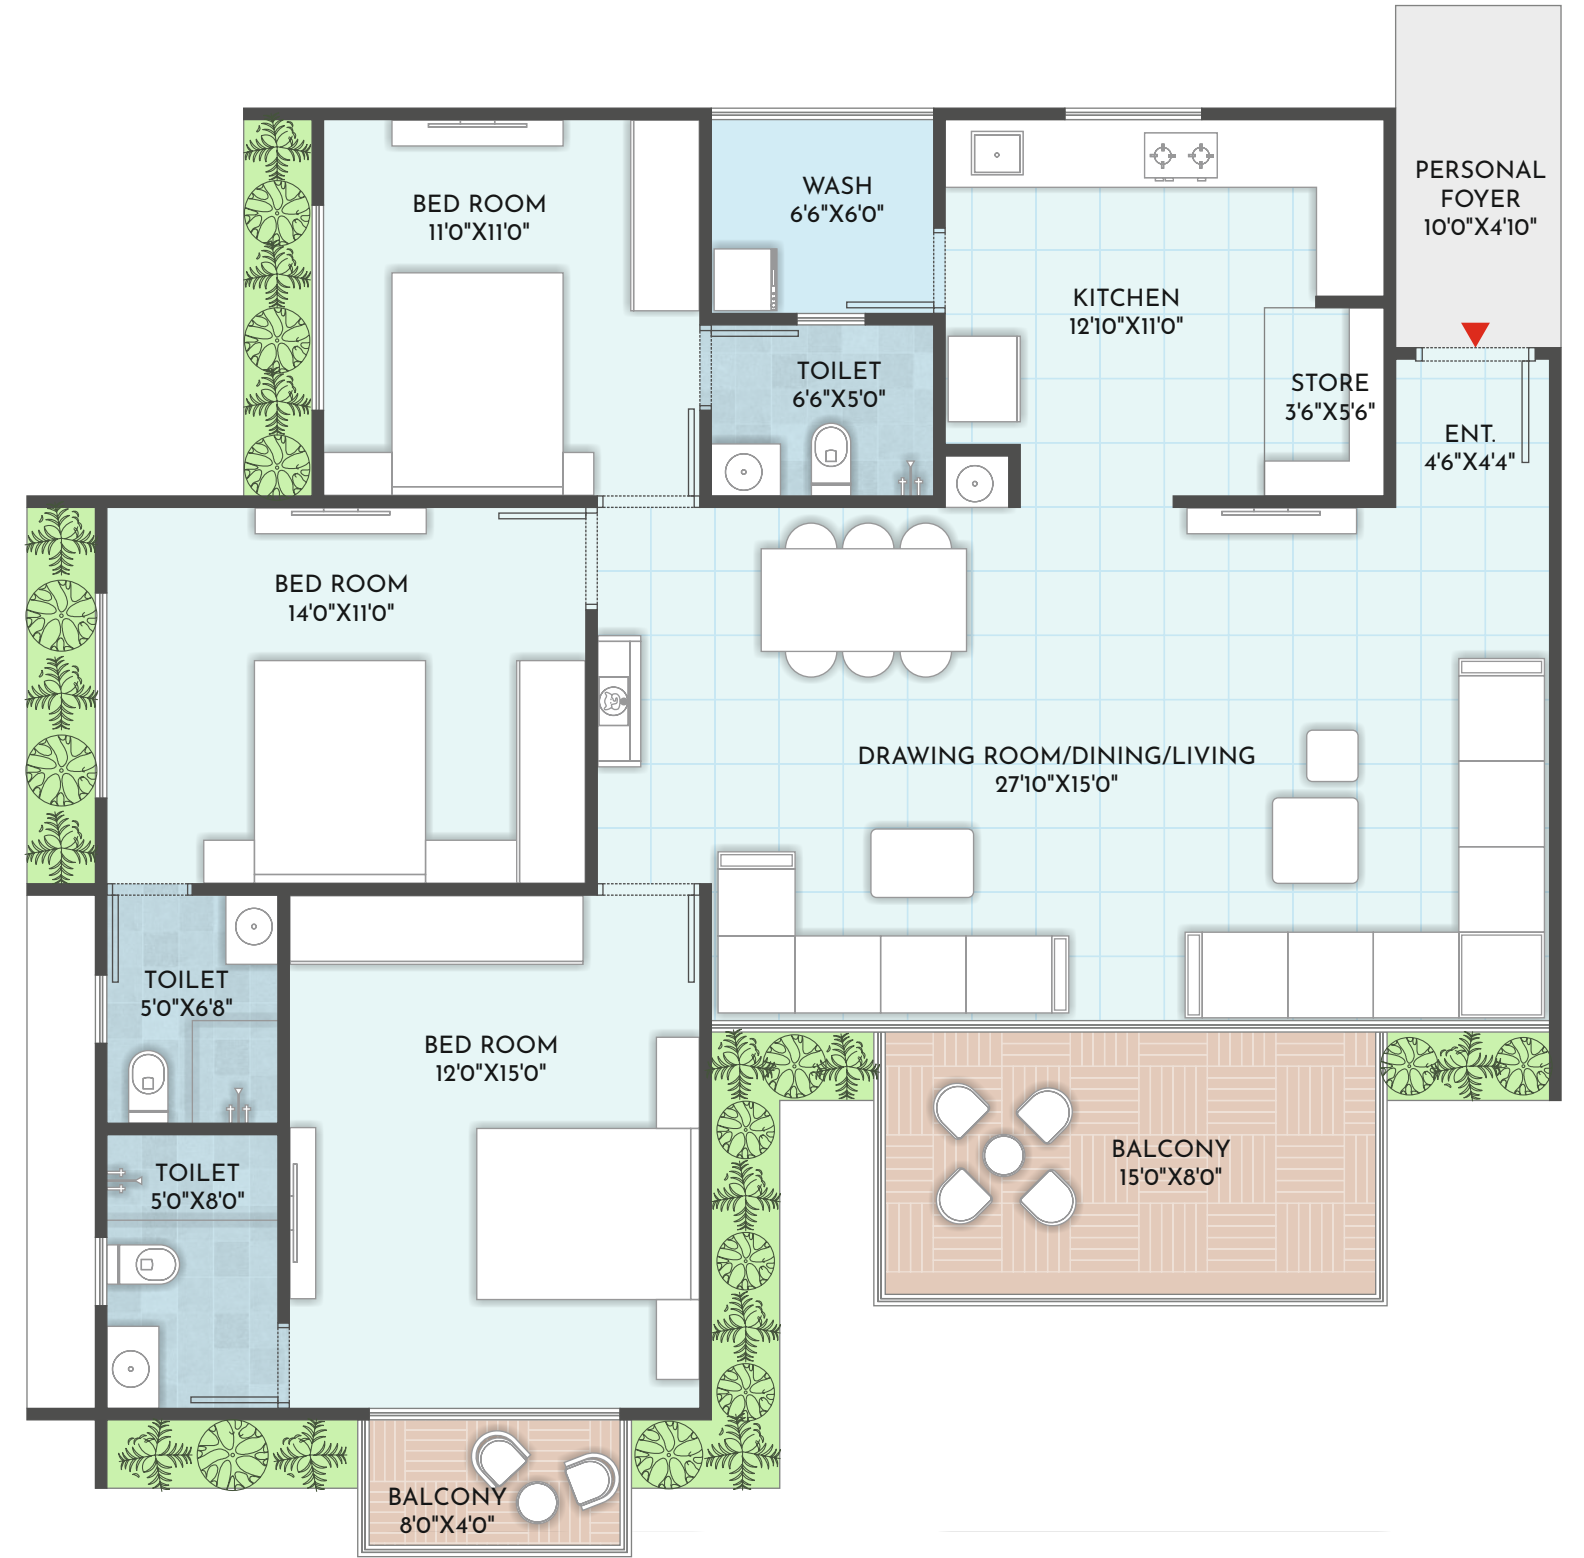 PERSONAL
FOYER
10'0"X4'10"
WASH
6'6"X6'0"
BED ROOM
11'0"X11'0"
KITCHEN
12'10"X11'0"
TOILET
6'6"X5'0"
STORE
3'6"X5'6"
ENT.
4'6"X4'4"
BED ROOM
14'0"X11'0"
DRAWING ROOM/DINING/LIVING
27'10"X15'0"
TOILET
5'0"X6'8"
BED ROOM
12'0"X15'0"
TOILET
5'0"X8'0"
BALCONY
15'0"X8'0"
BALCONY
8'0"X4'0"